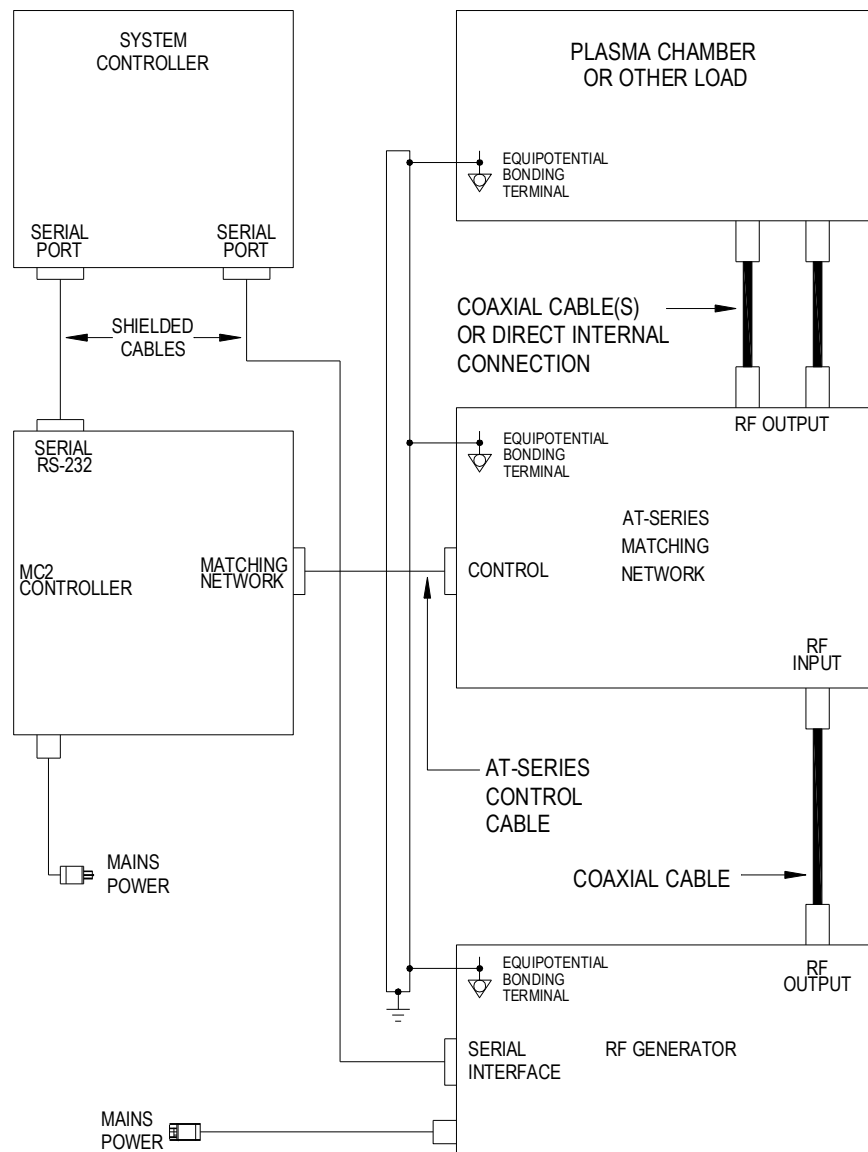 SYSTEM
CONTROLLER
SERIAL
PORT
SERIAL
PORT
SHIELDED
CABLES
SERIAL
RS-232
MC2
CONTROLLER
MATCHING
NETWORK
MAINS
POWER
PLASMA CHAMBER
OR OTHER LOAD
EQUIPOTENTIAL
BONDING
TERMINAL
COAXIAL CABLE(S)
OR DIRECT INTERNAL
CONNECTION
RF OUTPUT
EQUIPOTENTIAL
BONDING
TERMINAL
AT-SERIES
MATCHING
NETWORK
CONTROL
RF
INPUT
AT-SERIES
CONTROL
CABLE
COAXIAL CABLE
EQUIPOTENTIAL
BONDING
TERMINAL
RF
OUTPUT
SERIAL
INTERFACE
RF GENERATOR
MAINS
POWER